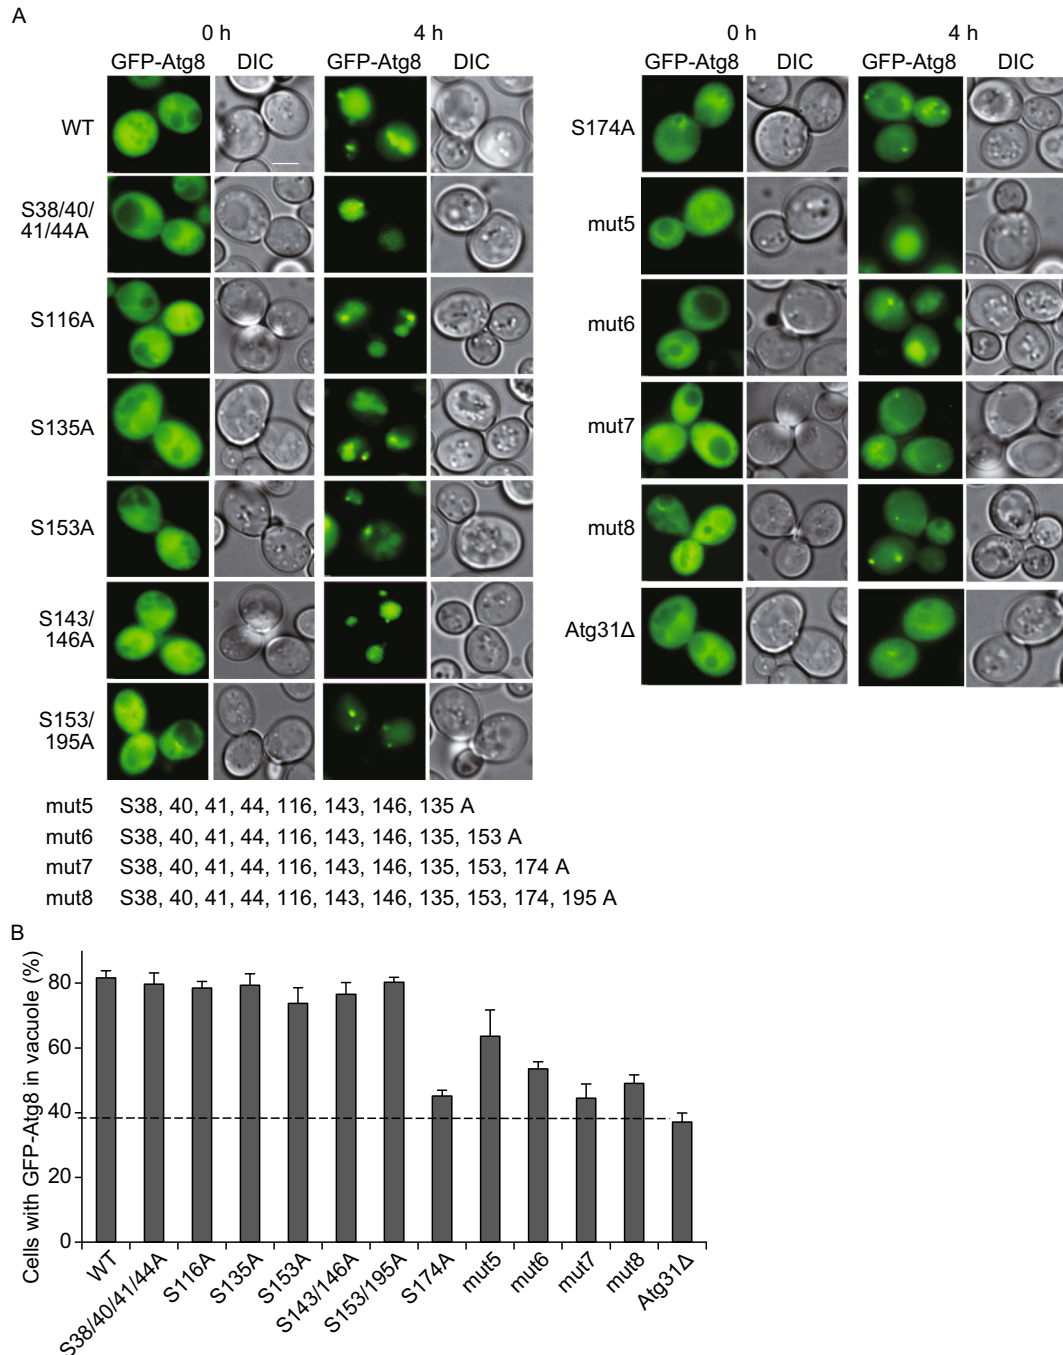 A
0 h
4 h
GFP-Atg8 DIC GFP-Atg8 DIC
WT
S38/40/
41/44A
S116A
S135A
S153A
S143/
146A
S153/
195A
0 h
4 h
GFP-Atg8 DIC GFP-Atg8 DIC
S174A
mut5
mut6
mut7
mut8
Atg31Δ
mut5 S38, 40, 41, 44, 116, 143, 146, 135 A
mut6 S38, 40, 41, 44, 116, 143, 146, 135, 153 A
mut7 S38, 40, 41, 44, 116, 143, 146, 135, 153, 174 A
mut8 S38, 40, 41, 44, 116, 143, 146, 135, 153, 174, 195 A
B
Cells with GFP-Atg8 in vacuole (%)
80
60
40
20
0
WT
S38/40/41/44A
S116A
S135A
S153A
S143/146A
S153/195A
S174A
mut5
mut6
mut7
mut8
Atg31Δ